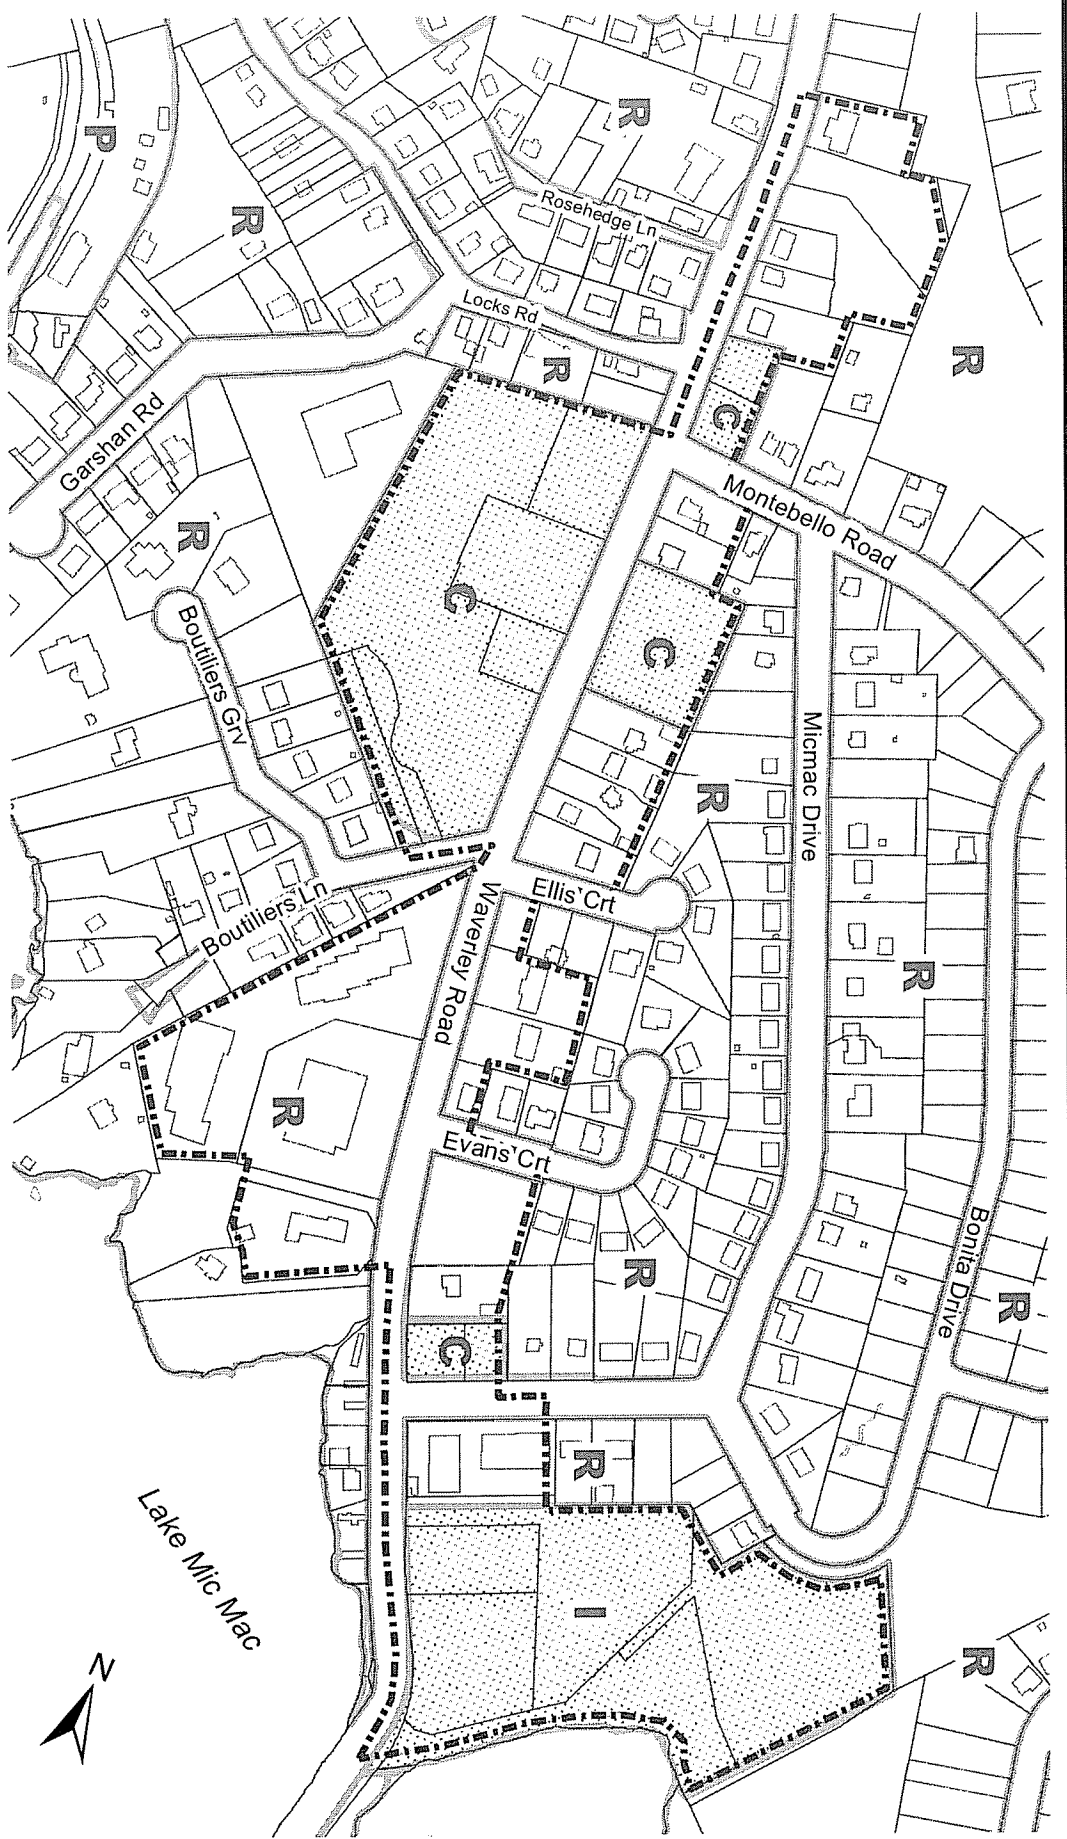 R
P
R
Rosehedge Ln
R
Locks Rd
R
C
Garshan Rd
Montebello Road
R
C
C
Boutiliers Grv
R
Micmac Drive
Ellis Crt
Boutiliers Ln
Waverley Road
R
R
Evans Crt
R
Bonita Drive
R
C
R
Lake Mic Mac
I
R
N